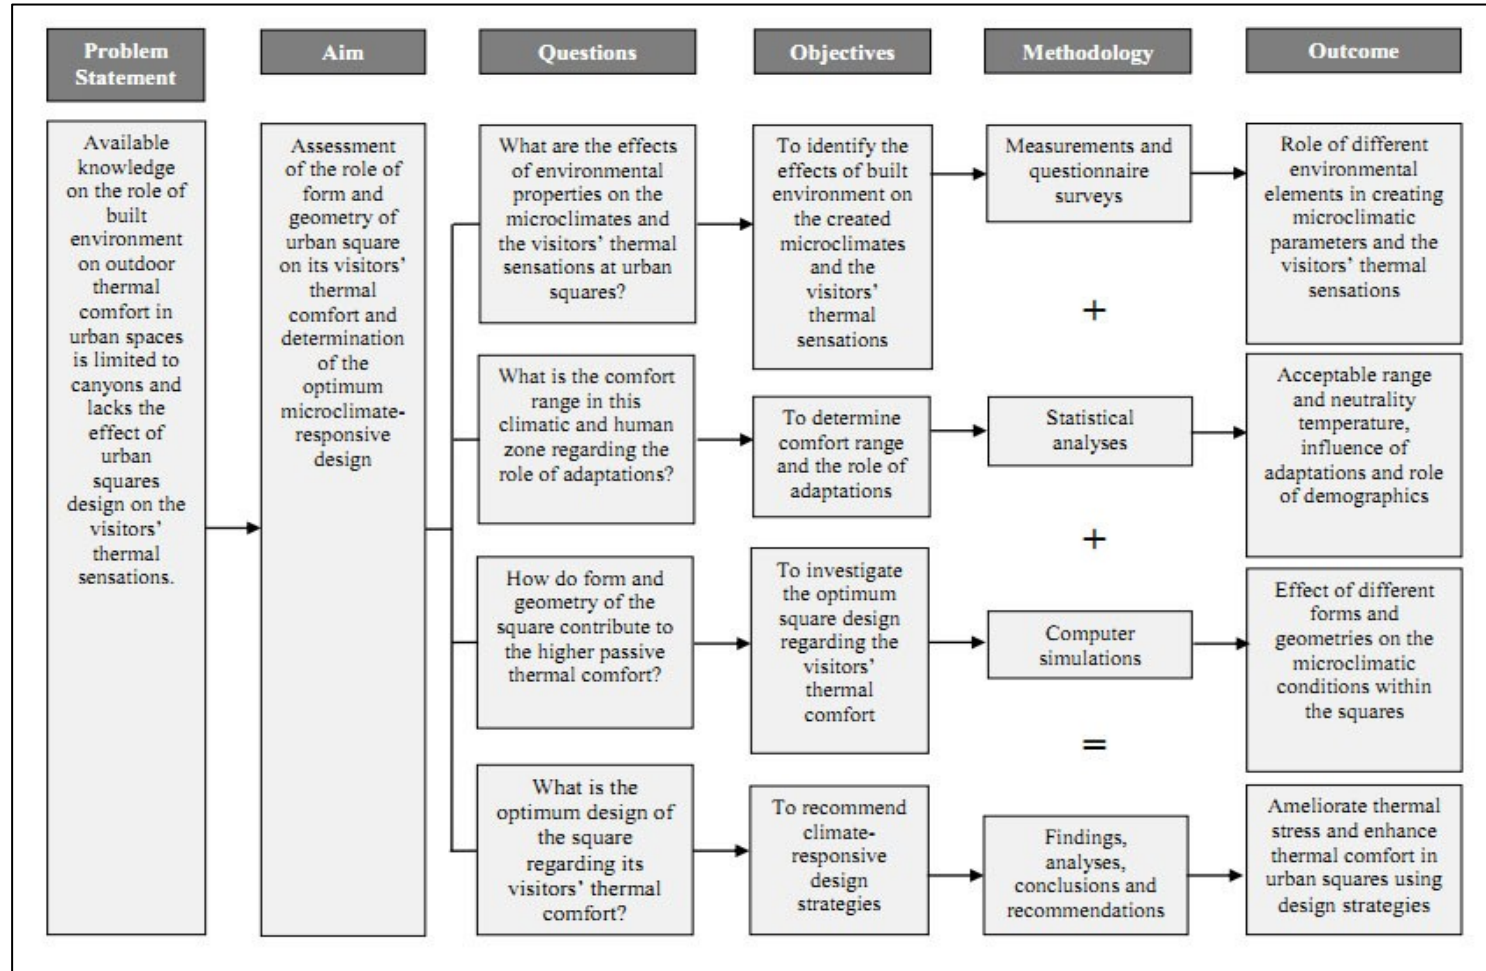 Problem
Statement
Aim
Questions
Objectives
Methodology
Outcome
Available
knowledge
on the role of
built
environment
on outdoor
thermal
comfort in
urban spaces
is limited to
canyons and
lacks the
effect of
urban
squares
design on the
visitors'
thermal
sensations.
Assessment
of the role of
form and
geometry of
urban square
on its visitors'
thermal
comfort and
determination
of the
optimum
microclimate-
responsive
design
What are the effects
of environmental
properties on the
microclimates and
the visitors' thermal
sensations at urban
squares?
To identify the
effects of built
environment on
the created
microclimates
and the
visitors'
thermal
sensations
Measurements and
questionnaire
surveys
Role of different
environmental
elements in creating
microclimatic
parameters and the
visitors' thermal
sensations
+
What is the comfort
range in this
climatic and human
zone regarding the
role of adaptations?
To determine
comfort range
and the role of
adaptations
Statistical
analyses
Acceptable range
and neutrality
temperature,
influence of
adaptations and role
of demographics
+
How do form and
geometry of the
square contribute to
the higher passive
thermal comfort?
To investigate
the optimum
square design
regarding the
visitors'
thermal
comfort
Computer
simulations
Effect of different
forms and
geometries on the
microclimatic
conditions within
the squares
=
What is the
optimum design of
the square
regarding its
visitors' thermal
comfort?
To recommend
climate-
responsive
design
strategies
Findings,
analyses,
conclusions and
recommendations
Ameliorate thermal
stress and enhance
thermal comfort in
urban squares using
design strategies